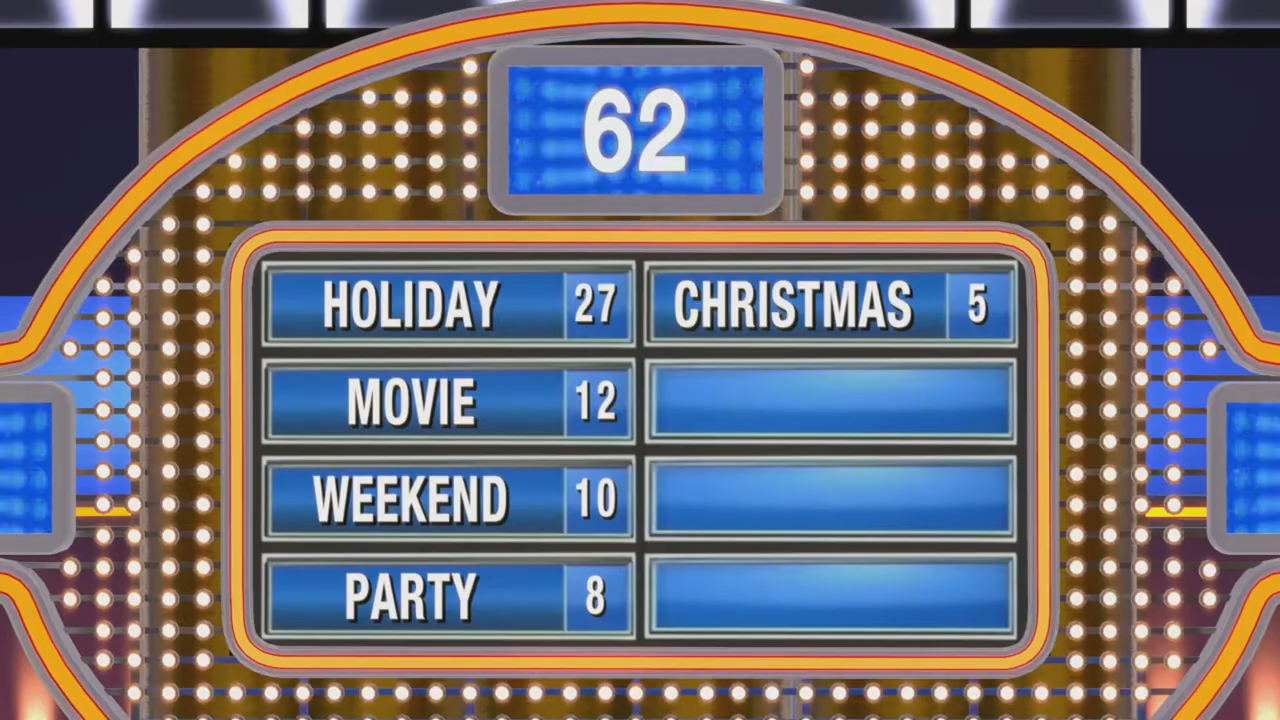 62
HOLIDAY 27
CHRISTMAS 5
MOVIE 12
WEEKEND 10
PARTY 8